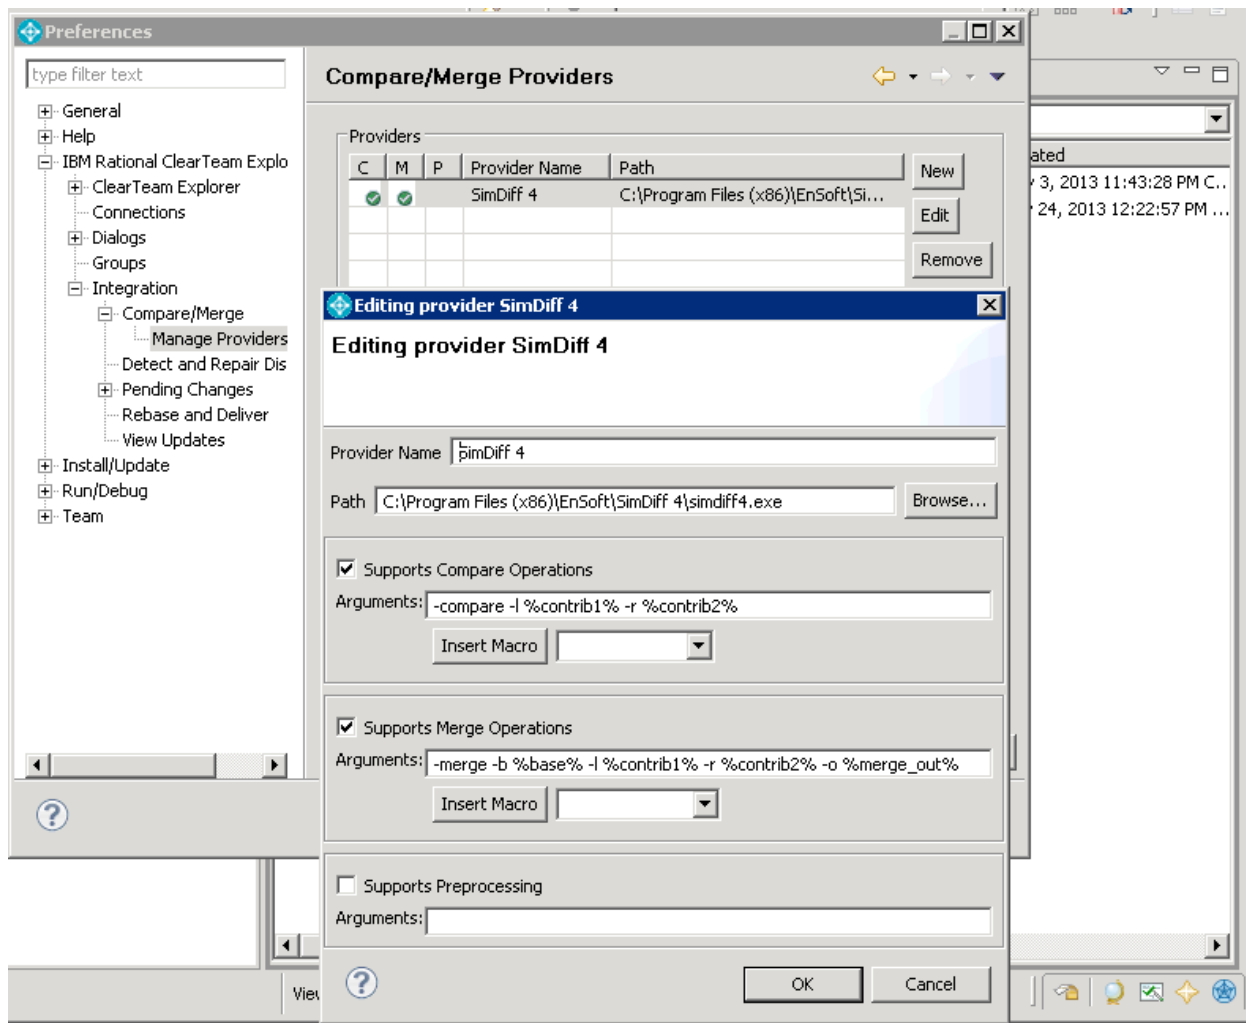 Preferences
type filter text
General
Help
IBM Rational ClearTeam Explo
ClearTeam Explorer
Connections
Dialogs
Groups
Integration
Compare/Merge
Manage Providers
Detect and Repair Dis
Pending Changes
Rebase and Deliver
View Updates
Install/Update
Run/Debug
Team
Compare/Merge Providers
Providers
C M P Provider Name Path
SimDiff 4 C:\Program Files (x86)\EnSoft\Si...
New
Edit
Remove
ated
3, 2013 11:43:28 PM C...
24, 2013 12:22:57 PM ...
Editing provider SimDiff 4
Editing provider SimDiff 4
Provider Name SimDiff 4
Path C:\Program Files (x86)\EnSoft\SimDiff 4\simdiff4.exe Browse...
Supports Compare Operations
Arguments: -compare -l %contrib1% -r %contrib2%
Insert Macro
Supports Merge Operations
Arguments: -merge -b %base% -l %contrib1% -r %contrib2% -o %merge_out%
Insert Macro
Supports Preprocessing
Arguments:
OK Cancel
View